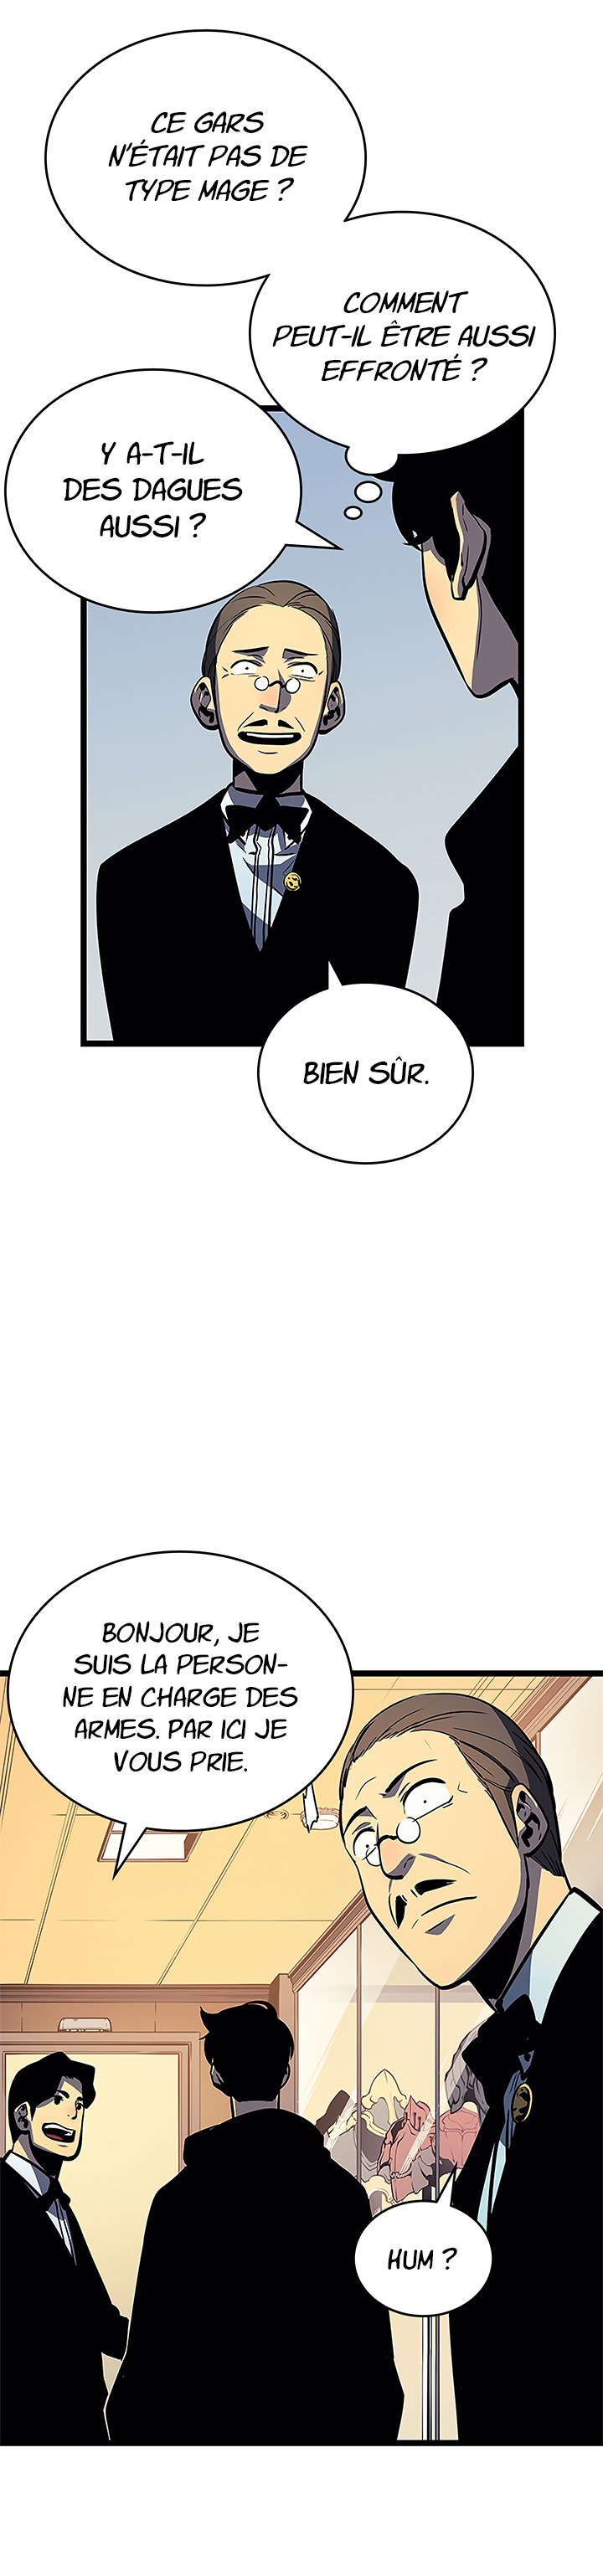 CE GARS
N'ÉTAIT PAS DE
TYPE MAGE ?
COMMENT
PEUT-IL ÊTRE AUSSI
EFFRONTÉ ?
Y A-T-IL
DES DAGUES
AUSSI ?
BIEN SÛR.
BONJOUR, JE
SUIS LA PERSON-
NE EN CHARGE DES
ARMES. PAR ICI JE
VOUS PRIE.
HUM ?